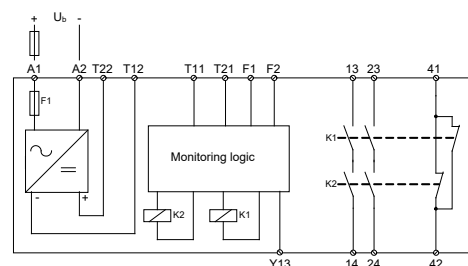 + Ub -
A1 A2 T22 T12 T11 T21 F1 F2 13 23 41
F1
Monitoring logic
K1
- +
K2 K1 K2
Y13 14 24 42